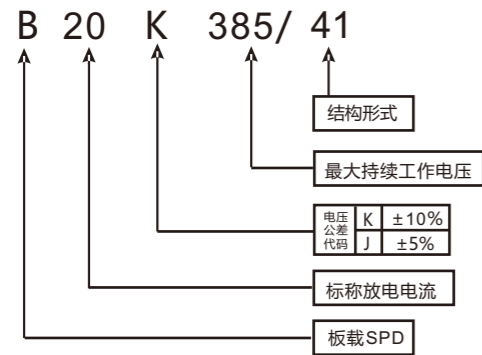 B 20 K 385/ 41
结构形式
最大持续工作电压
电压 K ±10%
公差
代码 J ±5%
标称放电电流
板载SPD